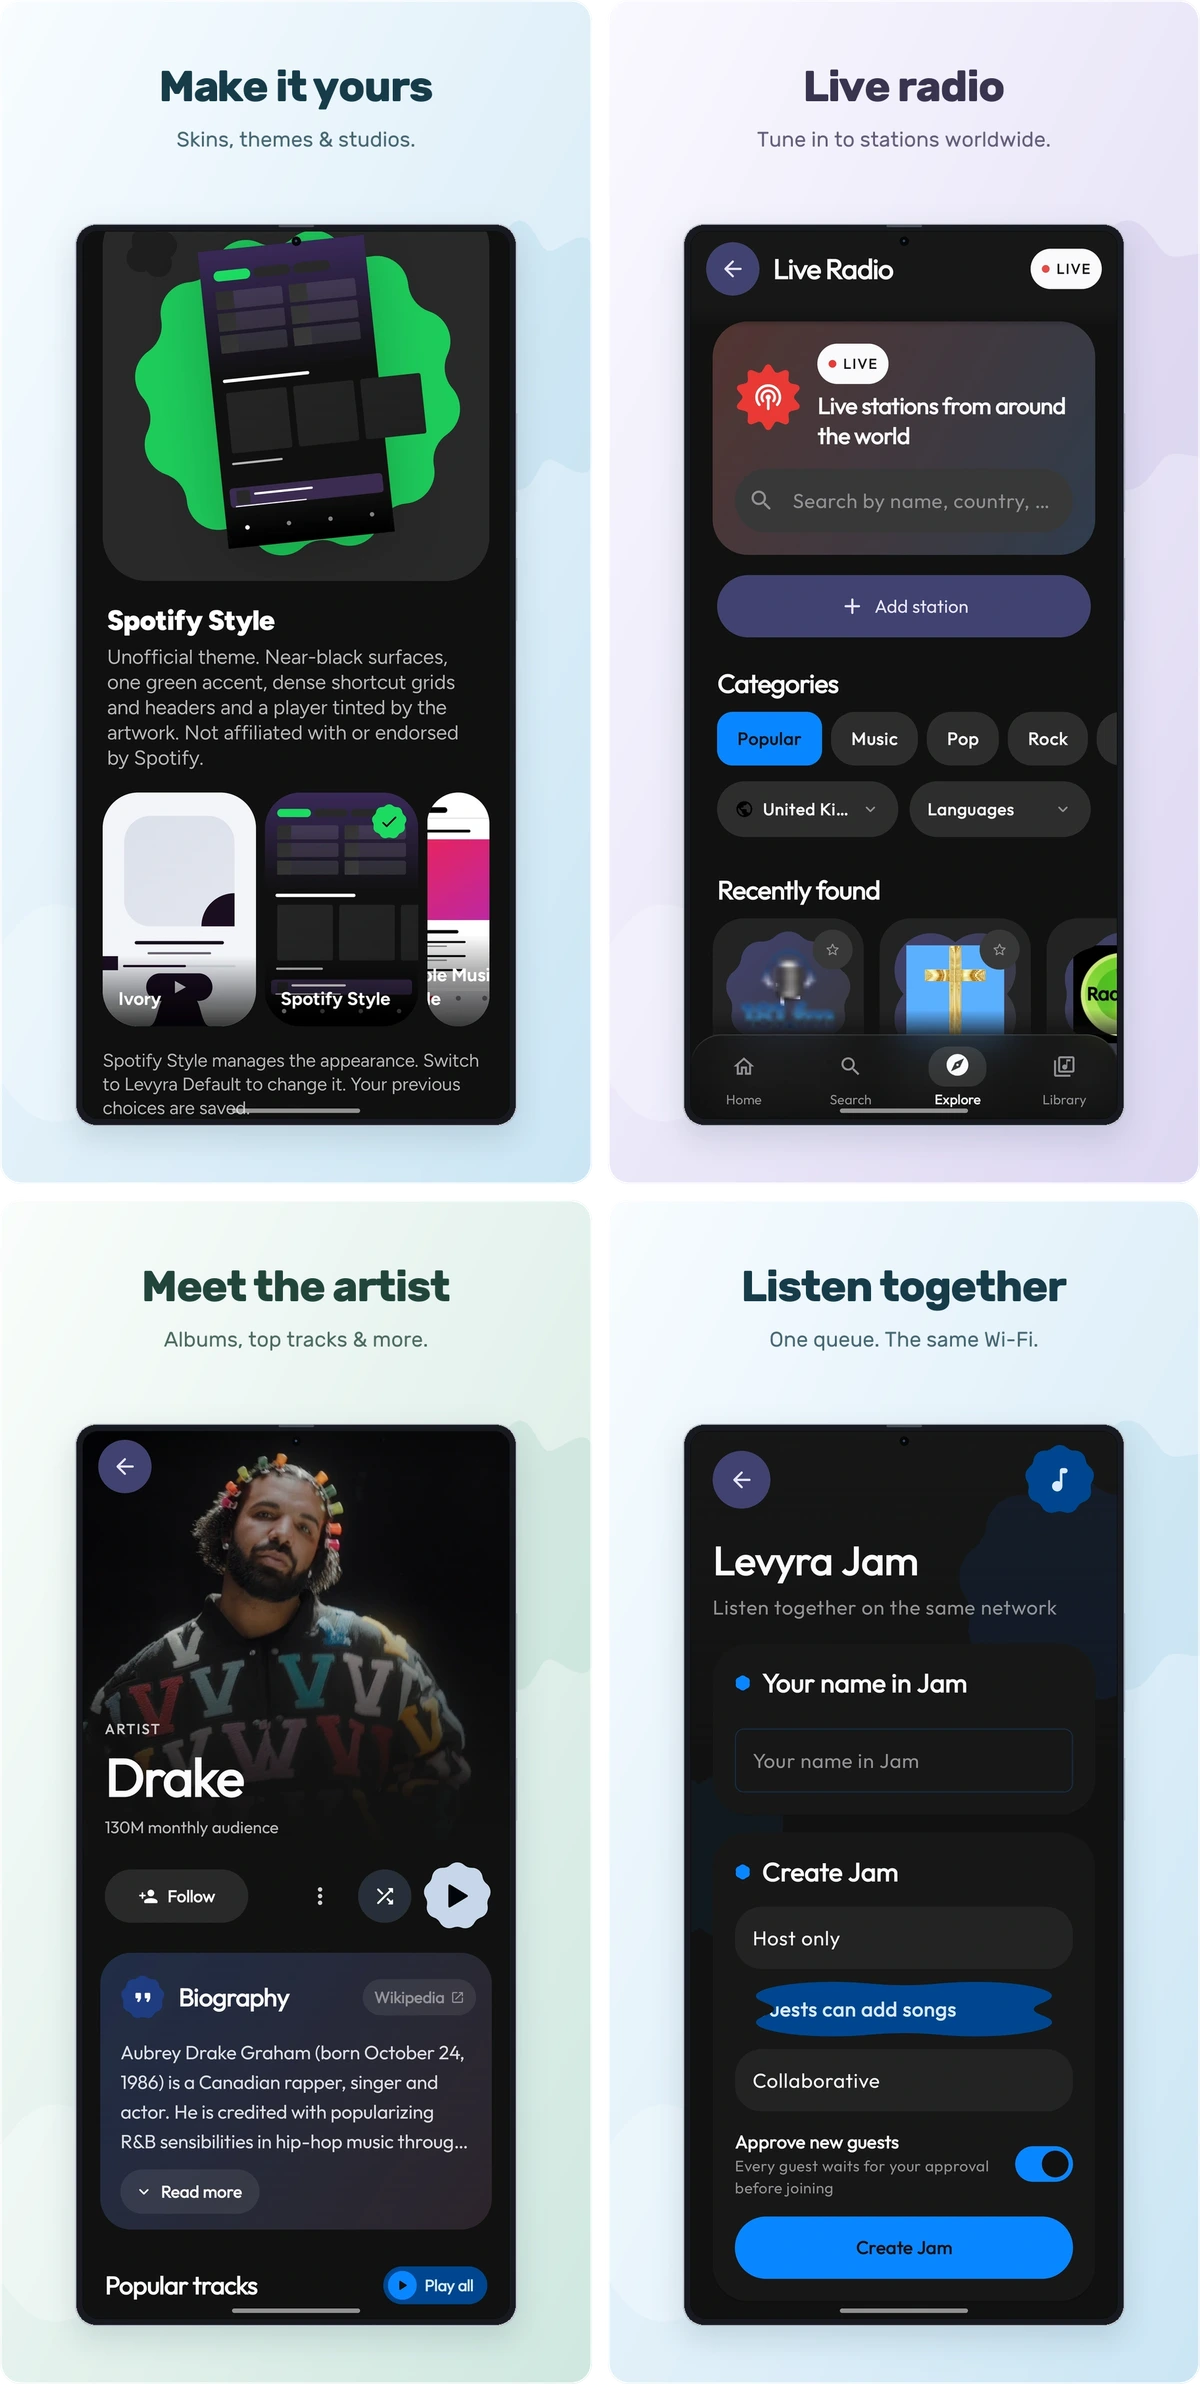 Make it yours
Skins, themes & studios.
Spotify Style
Unofficial theme. Near-black surfaces,
one green accent, dense shortcut grids
and headers and a player tinted by the
artwork. Not affiliated with or endorsed
by Spotify.
Ivory
Spotify Style
ple Musi
le
Spotify Style manages the appearance. Switch
to Levyra Default to change it. Your previous
choices are saved.
Live radio
Tune in to stations worldwide.
Live Radio
LIVE
LIVE
Live stations from around
the world
Search by name, country, ...
Add station
Categories
Popular
Music
Pop
Rock
United Ki...
Languages
Recently found
Rad
Home
Search
Explore
Library
Meet the artist
Albums, top tracks & more.
ARTIST
Drake
130M monthly audience
Follow
Biography
Wikipedia
Aubrey Drake Graham (born October 24,
1986) is a Canadian rapper, singer and
actor. He is credited with popularizing
R&B sensibilities in hip-hop music throug...
Read more
Popular tracks
Play all
Listen together
One queue. The same Wi-Fi.
Levyra Jam
Listen together on the same network
Your name in Jam
Your name in Jam
Create Jam
Host only
uests can add songs
Collaborative
Approve new guests
Every guest waits for your approval
before joining
Create Jam